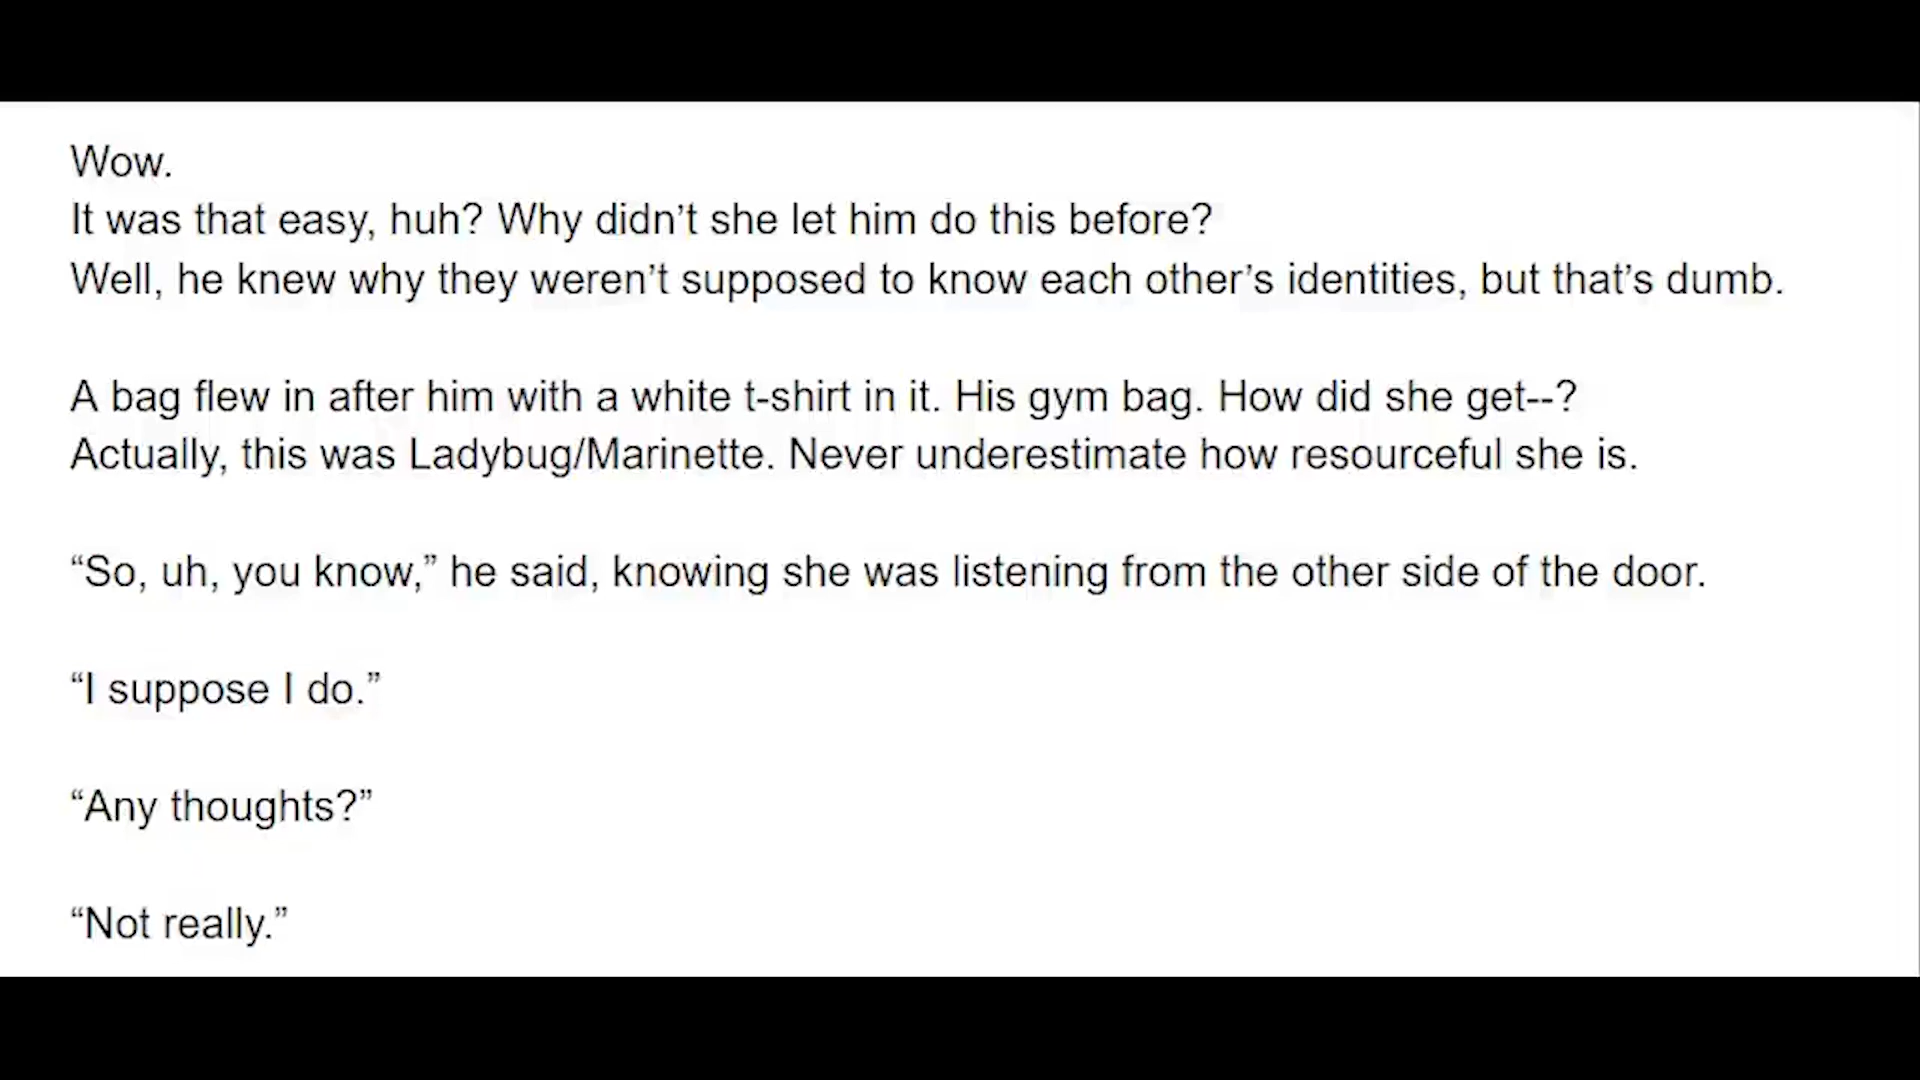 Wow.
It was that easy, huh? Why didn’t she let him do this before?
Well, he knew why they weren’t supposed to know each other’s identities, but that’s dumb.
A bag flew in after him with a white t-shirt in it. His gym bag. How did she get--?
Actually, this was Ladybug/Marinette. Never underestimate how resourceful she is.
“So, uh, you know,” he said, knowing she was listening from the other side of the door.
“I suppose I do.”
“Any thoughts?”
“Not really.”